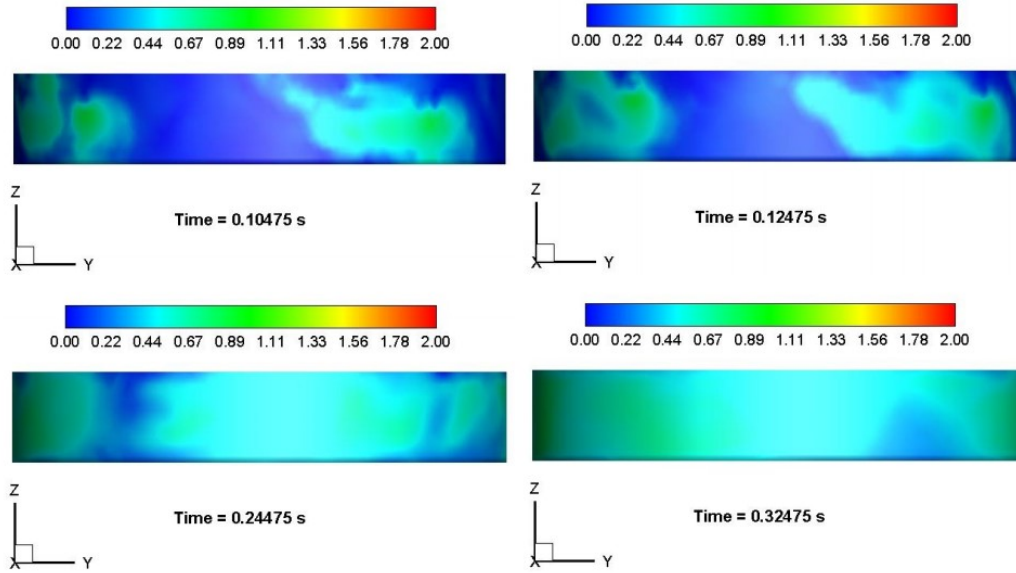 0.00 0.22 0.44 0.67 0.89 1.11 1.33 1.56 1.78 2.00
Z
X Y
Time = 0.10475 s
0.00 0.22 0.44 0.67 0.89 1.11 1.33 1.56 1.78 2.00
Z
X Y
Time = 0.12475 s
0.00 0.22 0.44 0.67 0.89 1.11 1.33 1.56 1.78 2.00
Z
X Y
Time = 0.24475 s
0.00 0.22 0.44 0.67 0.89 1.11 1.33 1.56 1.78 2.00
Z
X Y
Time = 0.32475 s